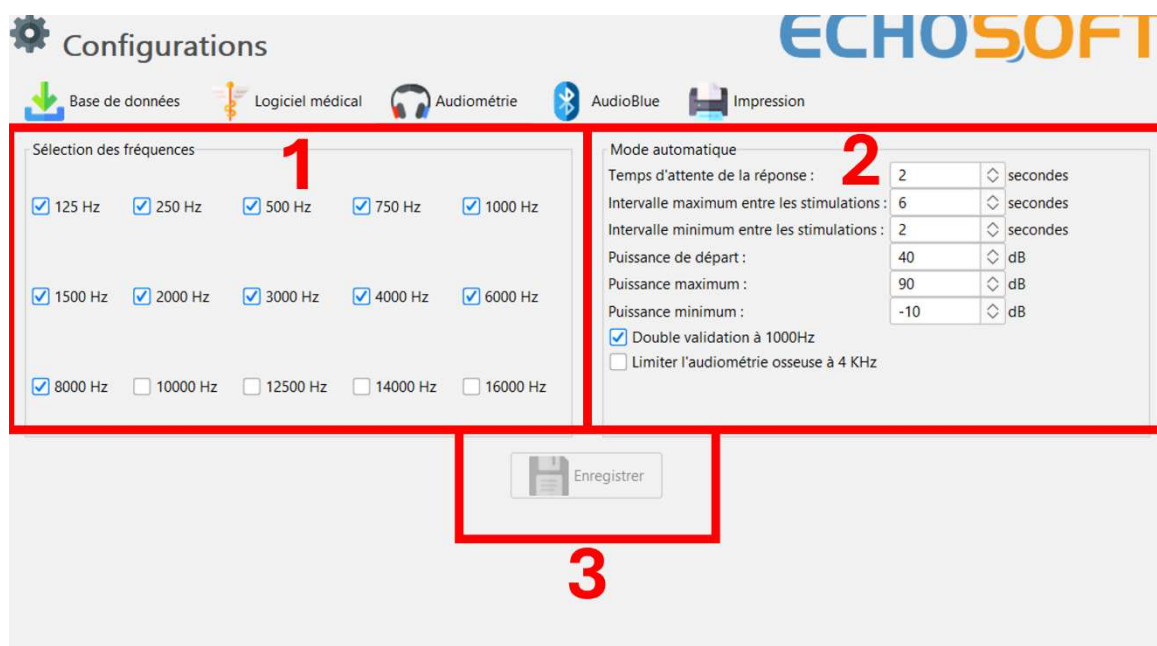 Configurations
ECHOSOFT
Base de données Logiciel médical Audiométrie AudioBlue Impression
Sélection des fréquences
1
125 Hz 250 Hz 500 Hz 750 Hz 1000 Hz
1500 Hz 2000 Hz 3000 Hz 4000 Hz 6000 Hz
8000 Hz 10000 Hz 12500 Hz 14000 Hz 16000 Hz
Mode automatique
2
Temps d'attente de la réponse : 2 secondes
Intervalle maximum entre les stimulations : 6 secondes
Intervalle minimum entre les stimulations : 2 secondes
Puissance de départ : 40 dB
Puissance maximum : 90 dB
Puissance minimum : -10 dB
Double validation à 1000Hz
Limiter l'audiométrie osseuse à 4 KHz
Enregistrer
3